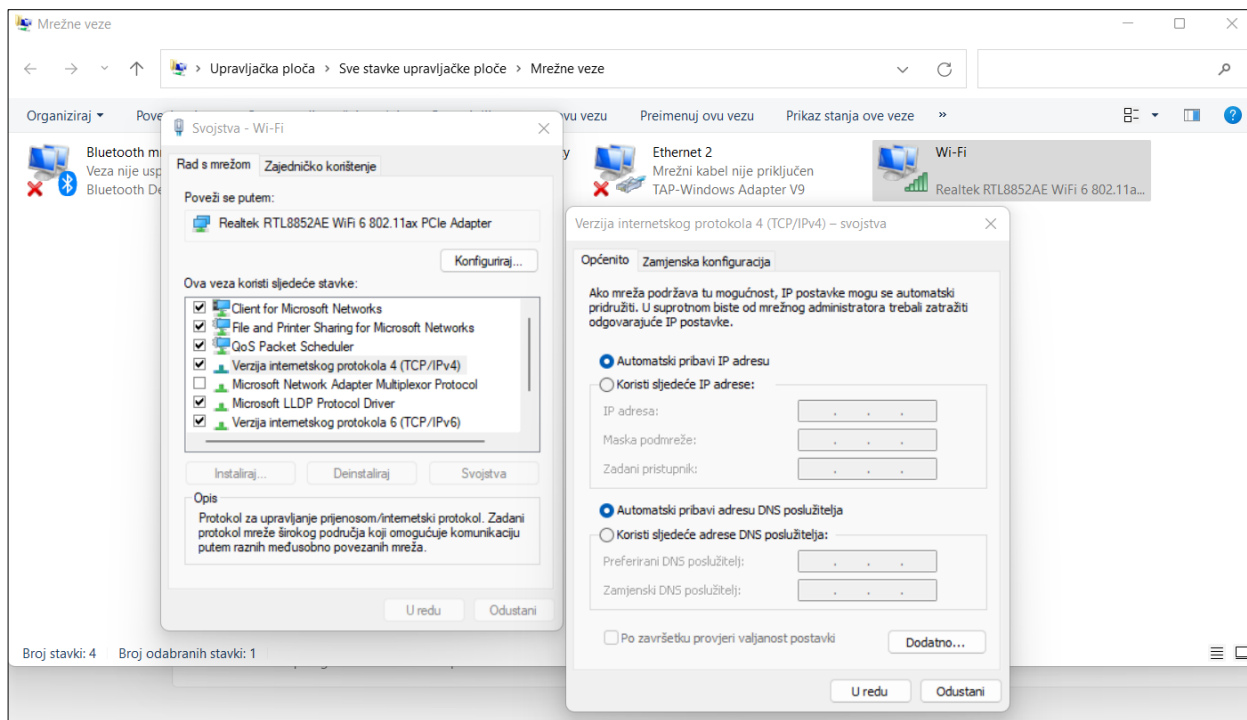 Mrežne veze
Upravljačka ploča > Sve stavke upravljačke ploče > Mrežne veze
Organiziraj
Preimenuj ovu vezu
Prikaz stanja ove veze
»
Wi-Fi
Realtek RTL8852AE WiFi 6 802.11a...
Ethernet 2
Mrežni kabel nije priključen
TAP-Windows Adapter V9
Bluetooth
Veza nije
Bluetooth
Svojstva - Wi-Fi
Rad s mrežom
Zajedničko korištenje
Poveži se putem:
Realtek RTL8852AE WiFi 6 802.11ax PCIe Adapter
Konfiguriraj...
Ova veza koristi sljedeće stavke:
Client for Microsoft Networks
File and Printer Sharing for Microsoft Networks
QoS Packet Scheduler
Verzija internetskog protokola 4 (TCP/IPv4)
Microsoft Network Adapter Multiplexor Protocol
Microsoft LLDP Protocol Driver
Verzija internetskog protokola 6 (TCP/IPv6)
Instaliraj...
Deinstaliraj
Svojstva
Opis
Protokol za upravljanje prijenosom/internetski protokol. Zadani
protokol mreže širokog područja koji omogućuje komunikaciju
putem raznih međusobno povezanih mreža.
U redu
Odustani
Verzija internetskog protokola 4 (TCP/IPv4) – svojstva
Općenito
Zamjenska konfiguracija
Ako mreža podržava tu mogućnost, IP postavke mogu se automatski
pridružiti. U suprotnom biste od mrežnog administratora trebali zatražiti
odgovarajuće IP postavke.
Automatski pribavi IP adresu
Koristi sljedeće IP adrese:
IP adresa:
Maska podmreže:
Zadani pristupnik:
Automatski pribavi adresu DNS poslužitelja
Koristi sljedeće adrese DNS poslužitelja:
Preferirani DNS poslužitelj:
Zamjenski DNS poslužitelj:
Po završetku provjeri valjanost postavki
Dodatno...
U redu
Odustani
Broj stavki: 4
Broj odabranih stavki: 1